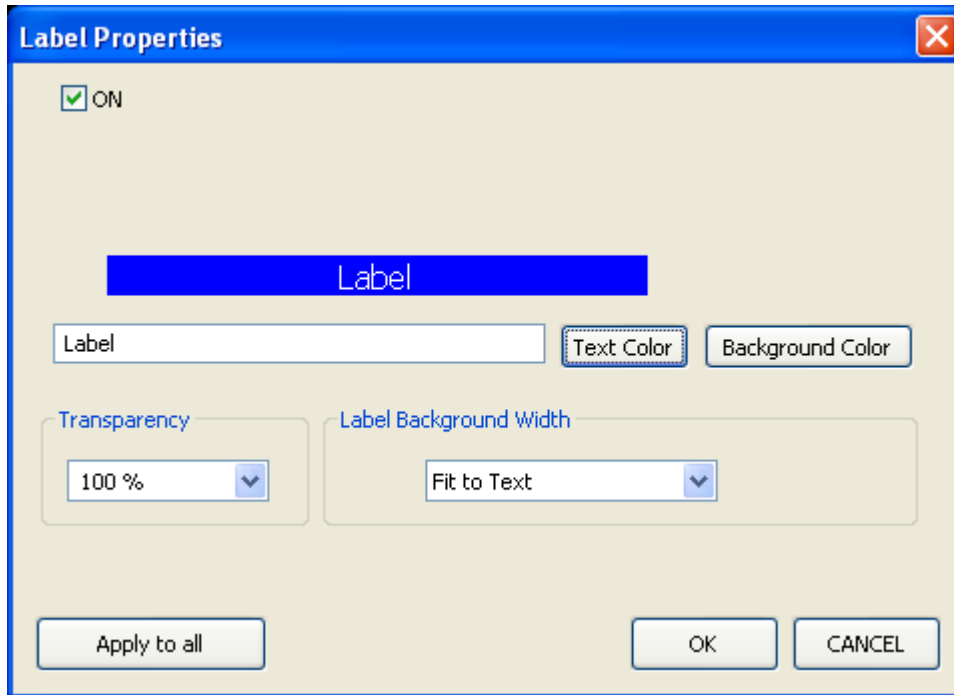 Label Properties
ON
Label
Label Text Color Background Color
Transparency Label Background Width
100 % Fit to Text
Apply to all OK CANCEL